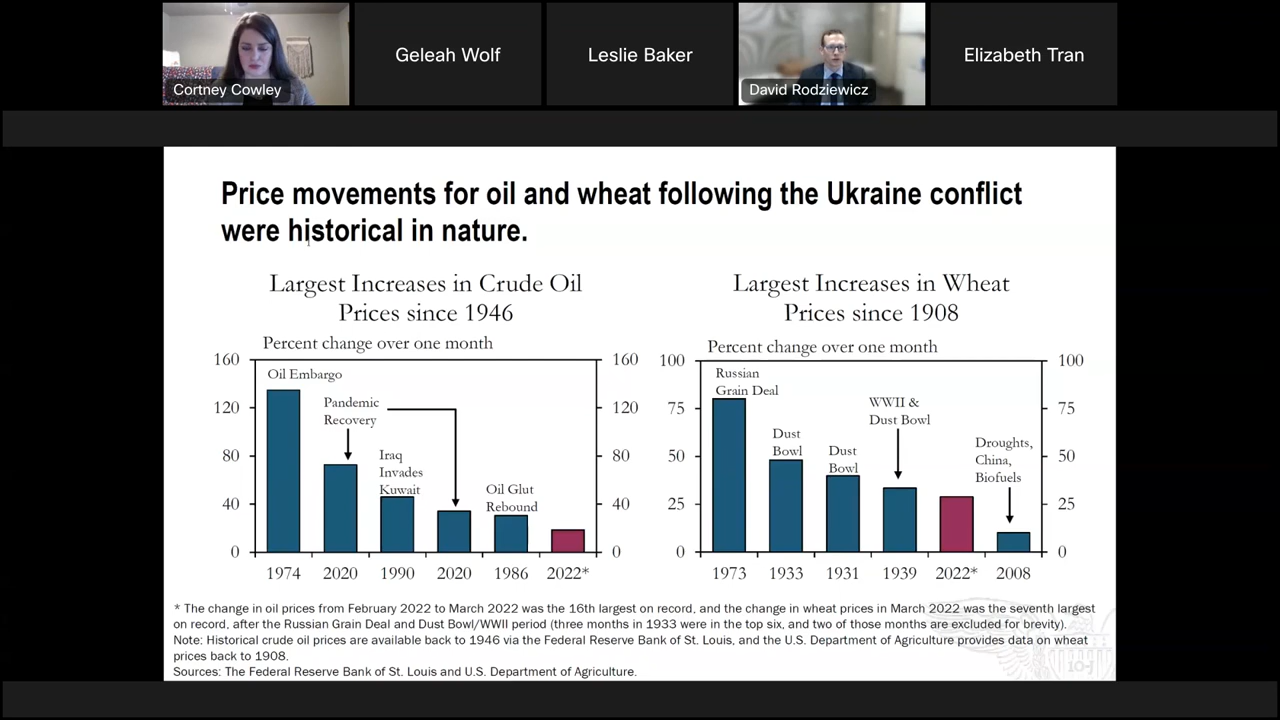 Cortney Cowley
Geleah Wolf
Leslie Baker
David Rodziewicz
Elizabeth Tran
Price movements for oil and wheat following the Ukraine conflict
were historical in nature.
Largest Increases in Crude Oil
Prices since 1946
Percent change over one month
160
120
80
40
0
Oil Embargo
Pandemic
Recovery
Iraq
Invades
Kuwait
Oil Glut
Rebound
160
120
80
40
0
1974 2020 1990 2020 1986 2022*
Largest Increases in Wheat
Prices since 1908
Percent change over one month
100
75
50
25
0
Russian
Grain Deal
Dust
Bowl
Dust
Bowl
WWII &
Dust Bowl
Droughts,
China,
Biofuels
100
75
50
25
0
1973 1933 1931 1939 2022* 2008
* The change in oil prices from February 2022 to March 2022 was the 16th largest on record, and the change in wheat prices in March 2022 was the seventh largest
on record, after the Russian Grain Deal and Dust Bowl/WWII period (three months in 1933 were in the top six, and two of those months are excluded for brevity).
Note: Historical crude oil prices are available back to 1946 via the Federal Reserve Bank of St. Louis, and the U.S. Department of Agriculture provides data on wheat
prices back to 1908.
Sources: The Federal Reserve Bank of St. Louis and U.S. Department of Agriculture.